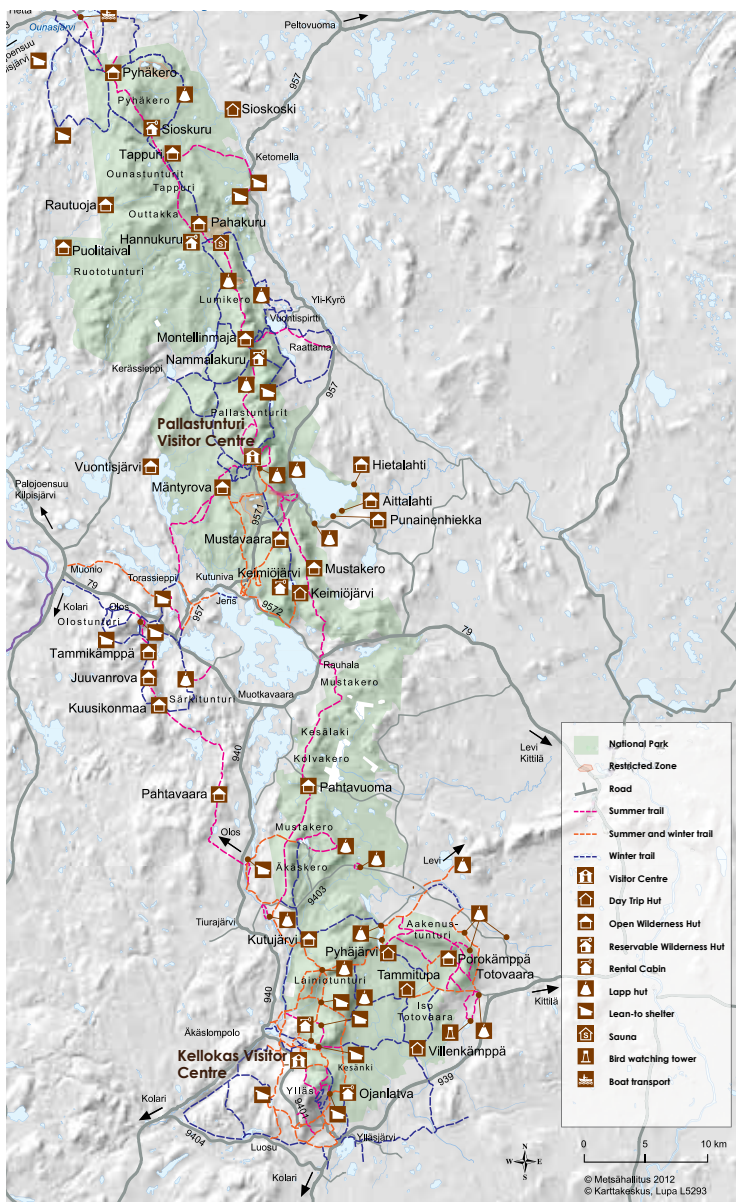 Hetta
Ounasjärvi
Peltovuoma
957
Pyhäkero
Pyhäkero
Sioskoski
Sioskuru
Tappuri
Ketomella
Ounastunturit
Tappuri
Rautuoja
Outtakka
Pahakuru
Hannukuru
Puolitaival
Ruototunturi
Lumikero
Yli-Kyrö
Vuontispirtti
Montellinmaja
Raattama
Nammalakuru
Kerässieppi
957
Pallastunturit
Pallastunturi
Visitor Centre
Vuontisjärvi
Hietalahti
Mäntyrova
Palojoensuu
Kilpisjärvi
Aittalahti
9571
Punainenhiekka
Mustavaara
Muonio
Mustakero
Torassieppi
Kutuniva
Keimiöjärvi
79
Jeris
Keimiöjärvi
Kolari
Olos
957
9572
Olostunturi
79
Tammikämppä
Rauhala
Juuvanrova
Mustakero
Särkitunturi
Muotkavaara
Kuusikonmaa
Kesälaki
940
Kolvakero
Levi
Kittilä
Pahtavaara
Pahtavuoma
Olos
Mustakero
Levi
Äkäskero
9403
Tiurajärvi
Kutujärvi
Aakenus-
tunturi
Pyhäjärvi
Porokämppä
Totovaara
Lainiotunturi
Tammitupa
940
Iso
Totovaara
Kittilä
Äkäslompolo
Villenkämppä
Kellokas Visitor
Centre
Kesänki
939
Ylläs
Ojanlatva
9401
Kolari
9404
Luosu
Ylläsjärvi
Kolari
National Park
Restricted Zone
Road
Summer trail
Summer and winter trail
Winter trail
Visitor Centre
Day Trip Hut
Open Wilderness Hut
Reservable Wilderness Hut
Rental Cabin
Lapp hut
Lean-to shelter
Sauna
Bird watching tower
Boat transport
N
W E
S
0 5 10 km
© Metsähallitus 2012
© Karttakeskus, Lupa L5293